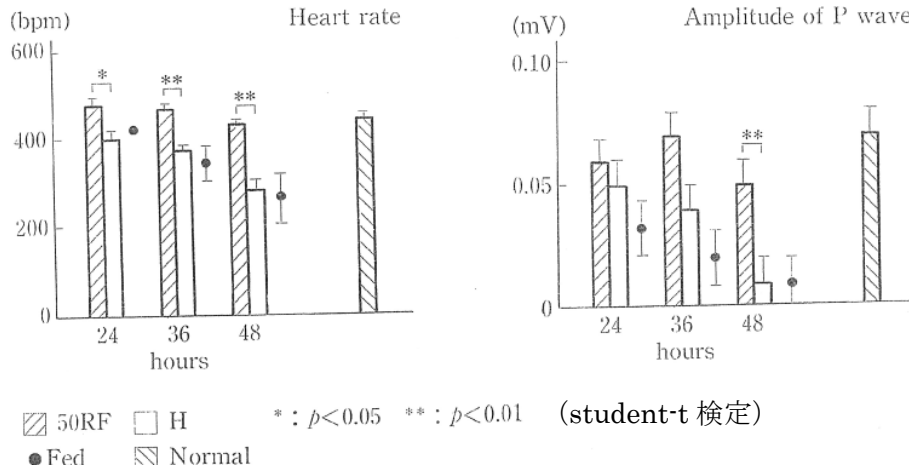 (bpm)
Heart rate
600
400
200
0
*
**
**
24
36
48
hours
(mV)
Amplitude of P wave
0.10
0.05
0
**
24
36
48
hours
50RF
H
* : p<0.05
** : p<0.01
(student-t 検定)
Fed
Normal